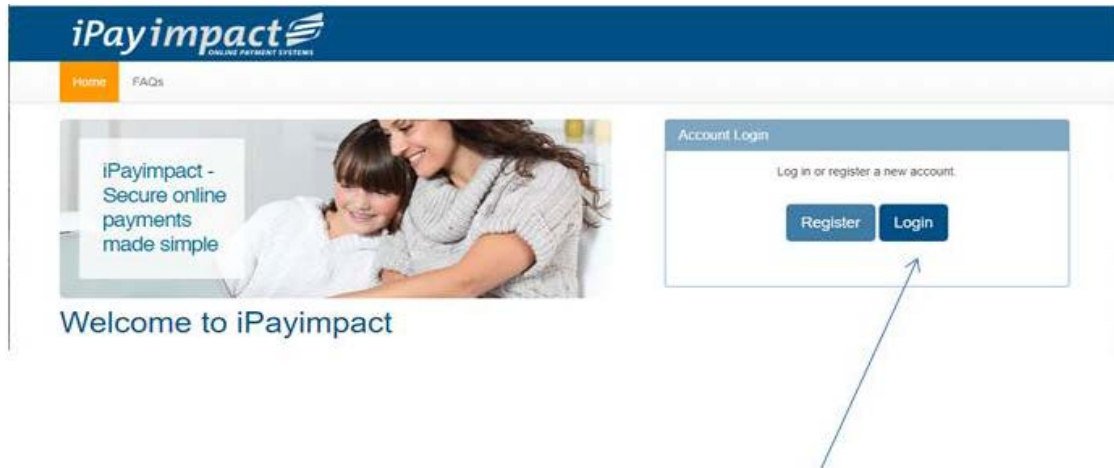 iPayimpact
ONLINE PAYMENT SYSTEMS
Home FAQs
iPayimpact -
Secure online
payments
made simple
Account Login
Log in or register a new account.
Register Login
Welcome to iPayimpact